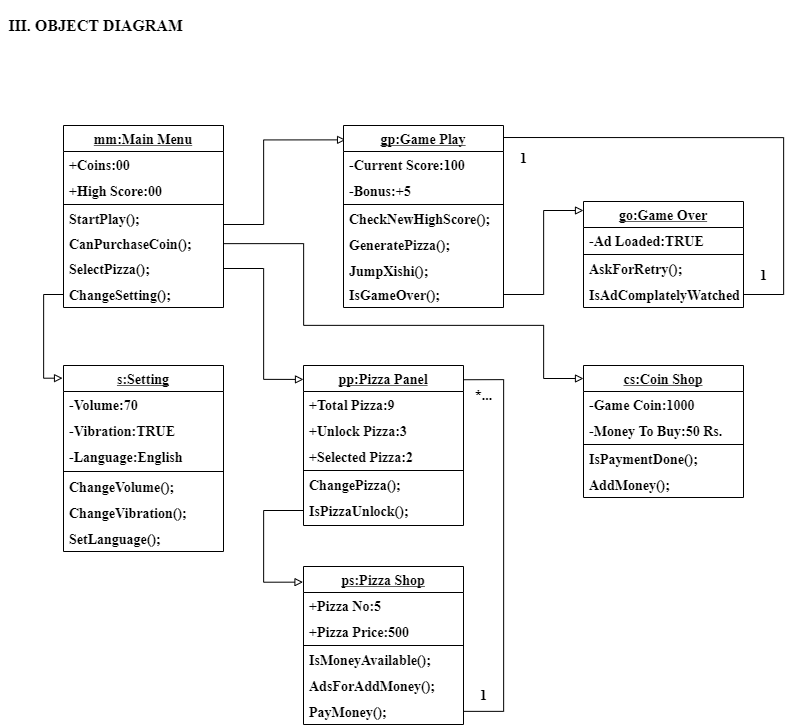 III. OBJECT DIAGRAM
mm:Main Menu
+Coins:00
+High Score:00
StartPlay();
CanPurchaseCoin();
SelectPizza();
ChangeSetting();
gp:Game Play
-Current Score:100
-Bonus:+5
CheckNewHighScore();
GeneratePizza();
JumpXishi();
IsGameOver();
1
go:Game Over
-Ad Loaded:TRUE
AskForRetry();
IsAdComplatelyWatched
1
s:Setting
-Volume:70
-Vibration:TRUE
-Language:English
ChangeVolume();
ChangeVibration();
SetLanguage();
pp:Pizza Panel
+Total Pizza:9
+Unlock Pizza:3
+Selected Pizza:2
ChangePizza();
IsPizzaUnlock();
*...
cs:Coin Shop
-Game Coin:1000
-Money To Buy:50 Rs.
IsPaymentDone();
AddMoney();
ps:Pizza Shop
+Pizza No:5
+Pizza Price:500
IsMoneyAvailable();
AdsForAddMoney();
PayMoney();
1